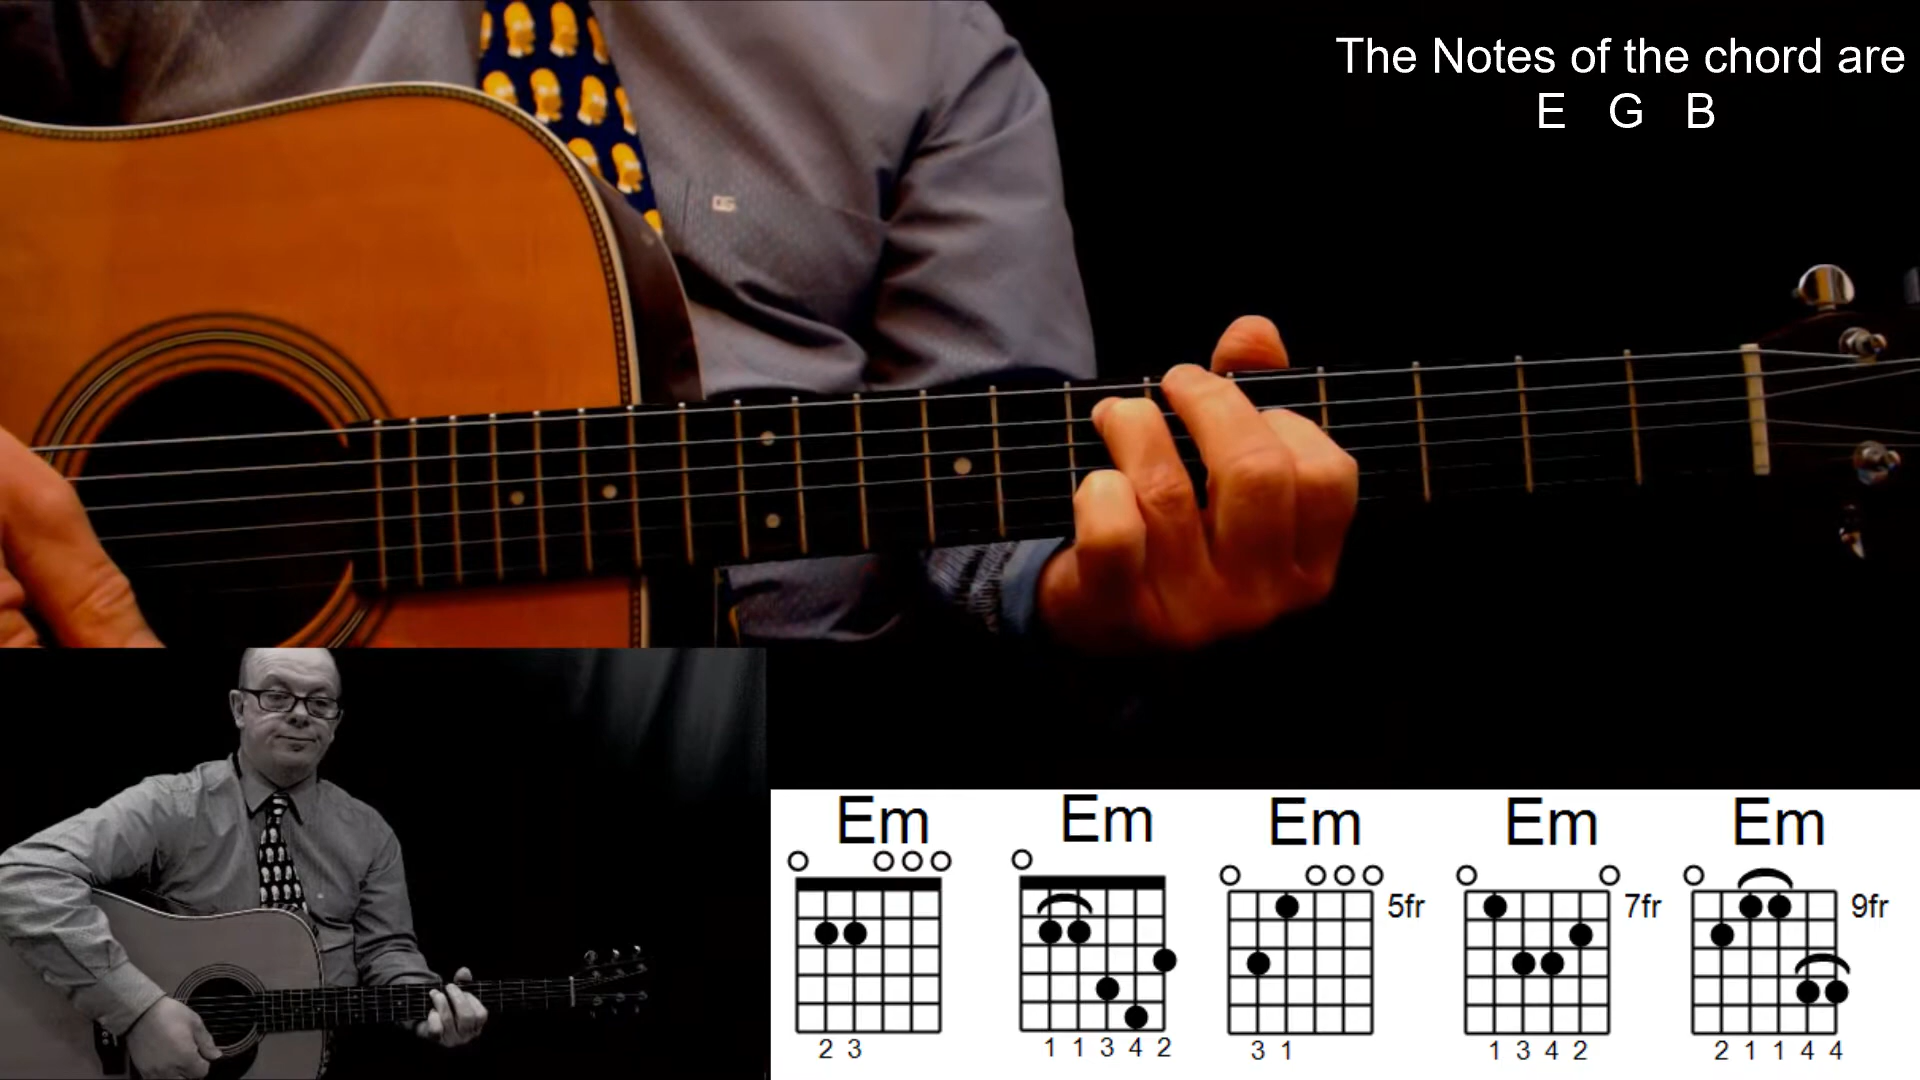 The Notes of the chord are
E G B
Em Em Em Em Em
5fr 7fr 9fr
2 3 1 1 3 4 2 3 1 1 3 4 2 2 1 1 4 4